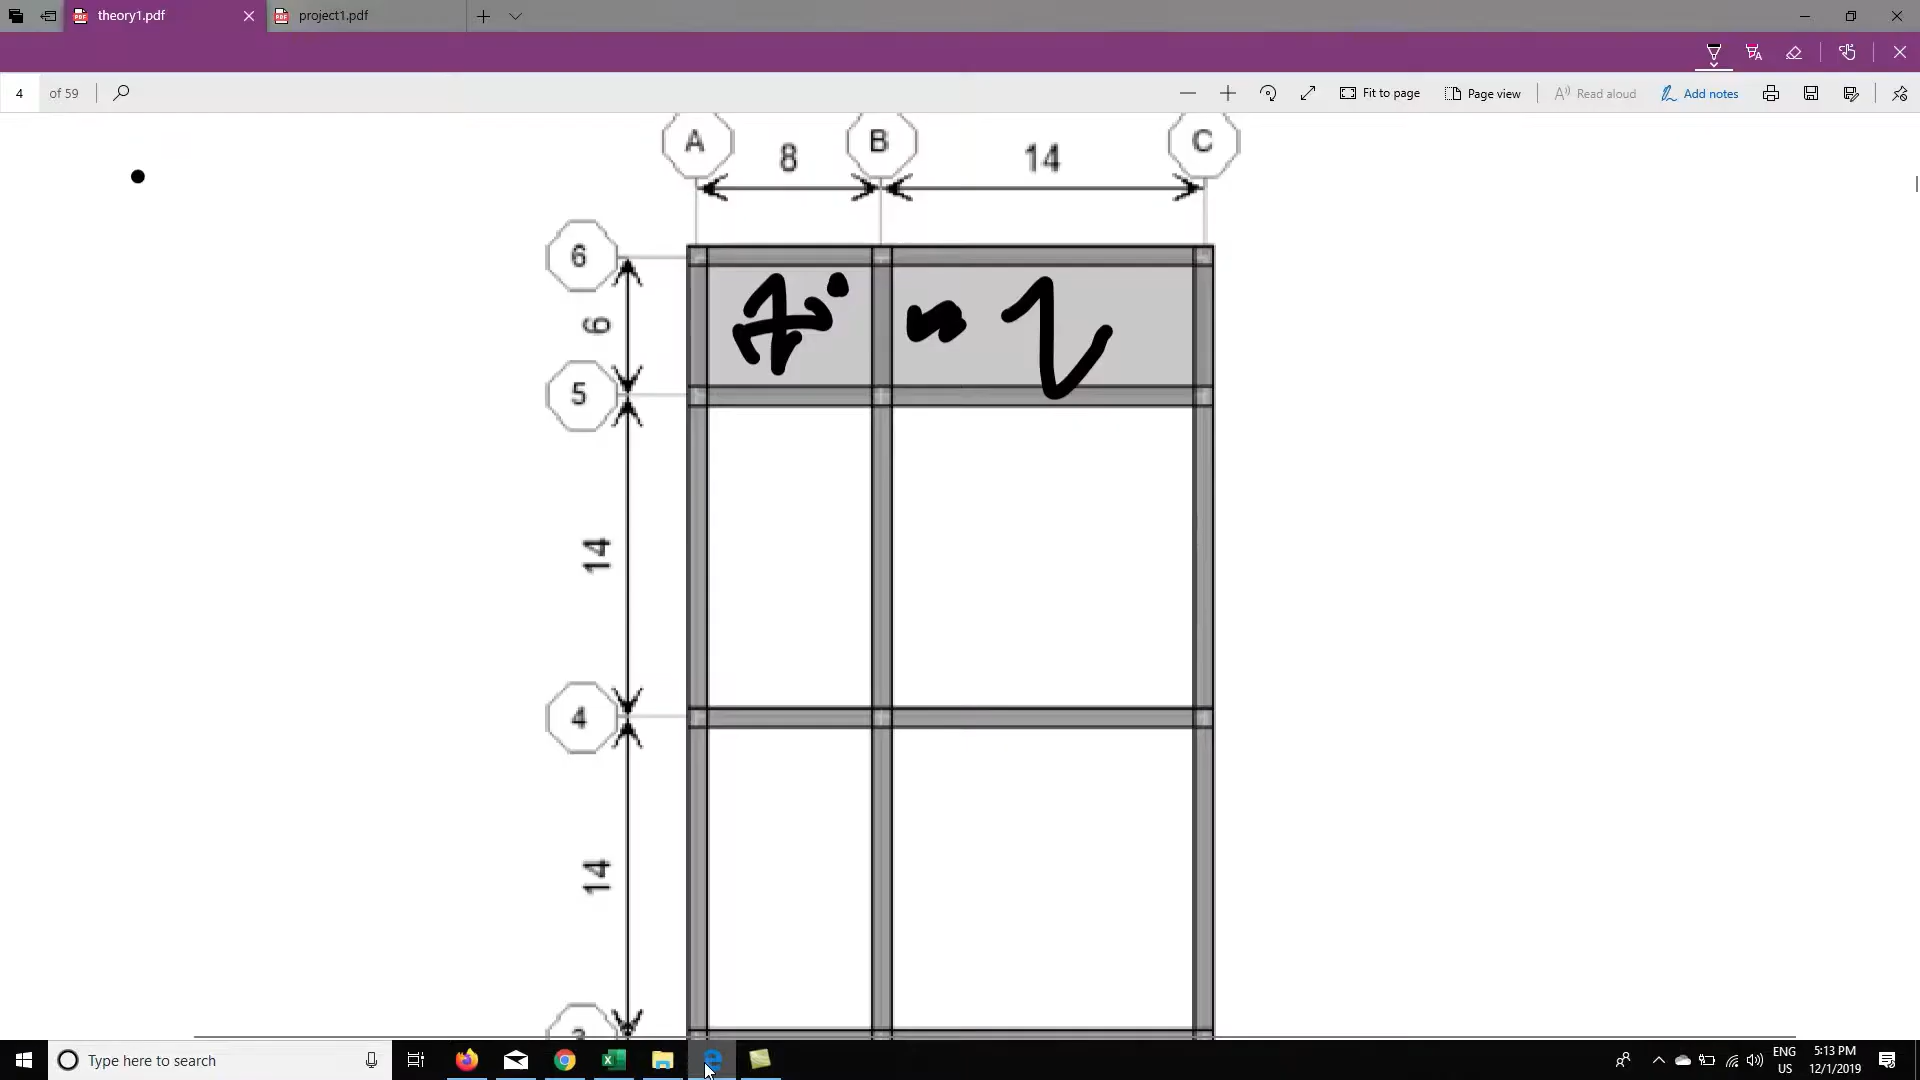 theory1.pdf project1.pdf
4 of 59 Fit to page Page view Read aloud Add notes
A 8 B 14 C
6
6
5
14
4
14
Type here to search ENG US 5:13 PM 12/1/2019